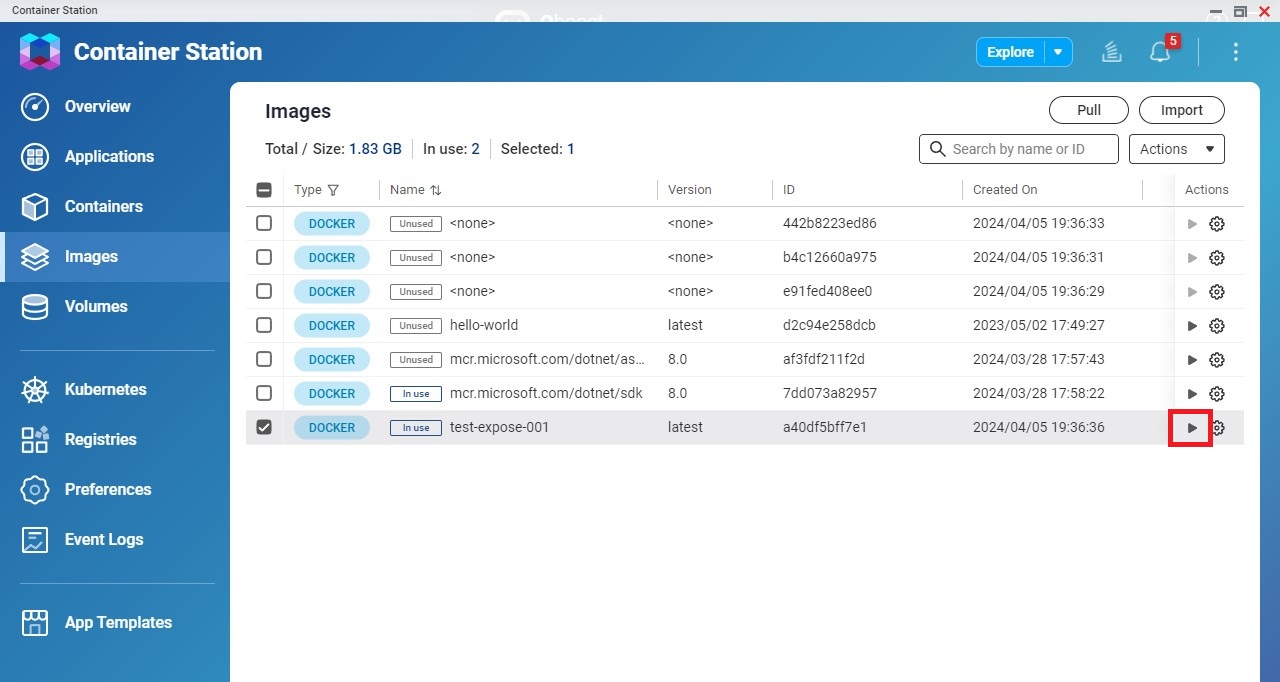 Container Station
Container Station
Explore
5
Overview
Applications
Containers
Images
Volumes
Kubernetes
Registries
Preferences
Event Logs
App Templates
Images
Pull
Import
Total / Size: 1.83 GB In use: 2 Selected: 1
Search by name or ID
Actions
Type Name Version ID Created On Actions
DOCKER Unused <none> <none> 442b8223ed86 2024/04/05 19:36:33
DOCKER Unused <none> <none> b4c12660a975 2024/04/05 19:36:31
DOCKER Unused <none> <none> e91fed408ee0 2024/04/05 19:36:29
DOCKER Unused hello-world latest d2c94e258dcb 2023/05/02 17:49:27
DOCKER Unused mcr.microsoft.com/dotnet/as... 8.0 af3fdf211f2d 2024/03/28 17:57:43
DOCKER In use mcr.microsoft.com/dotnet/sdk 8.0 7dd073a82957 2024/03/28 17:58:22
DOCKER In use test-expose-001 latest a40df5bff7e1 2024/04/05 19:36:36